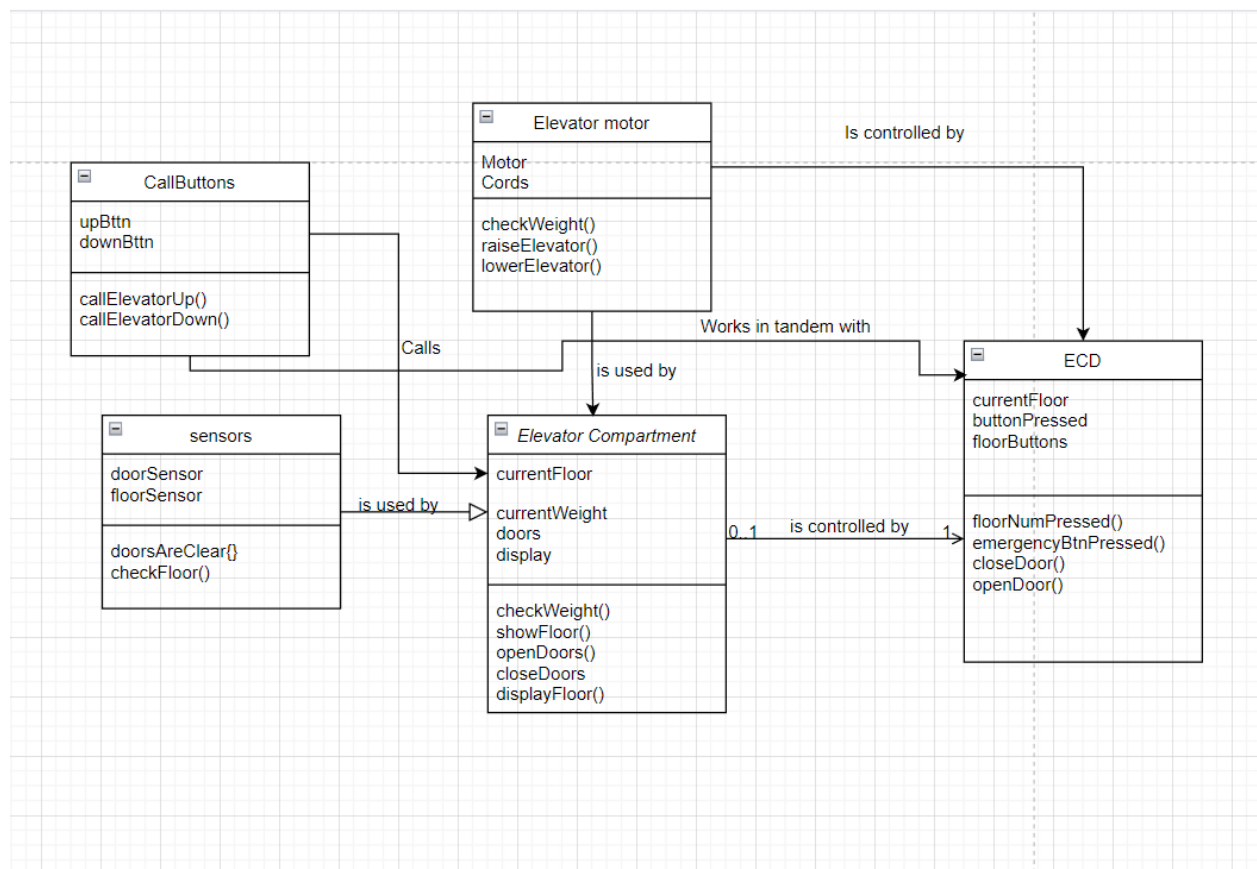 Elevator motor
Motor
Cords
checkWeight()
raiseElevator()
lowerElevator()
Is controlled by
CallButtons
upBttn
downBttn
callElevatorUp()
callElevatorDown()
Calls
Works in tandem with
is used by
ECD
currentFloor
buttonPressed
floorButtons
floorNumPressed()
emergencyBtnPressed()
closeDoor()
openDoor()
sensors
doorSensor
floorSensor
doorsAreClear{}
checkFloor()
is used by
Elevator Compartment
currentFloor
currentWeight
doors
display
checkWeight()
showFloor()
openDoors()
closeDoors
displayFloor()
0..1
is controlled by
1